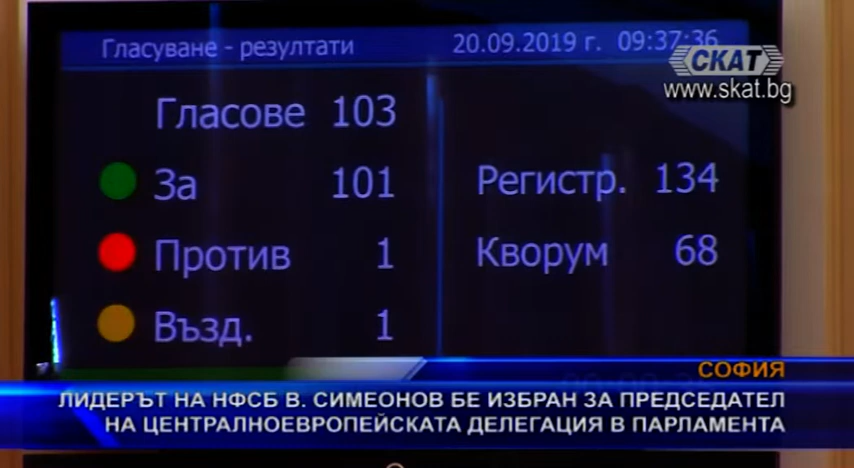 Гласуване - резултати 20.09.2019 г. 09:37:36
СКАТ
www.skat.bg
Гласове 103
За 101 Регистр. 134
Против 1 Кворум 68
Възд. 1
СОФИЯ
ЛИДЕРЪТ НА НФСБ В. СИМЕОНОВ БЕ ИЗБРАН ЗА ПРЕДСЕДАТЕЛ
НА ЦЕНТРАЛНОЕВРОПЕЙСКАТА ДЕЛЕГАЦИЯ В ПАРЛАМЕНТА